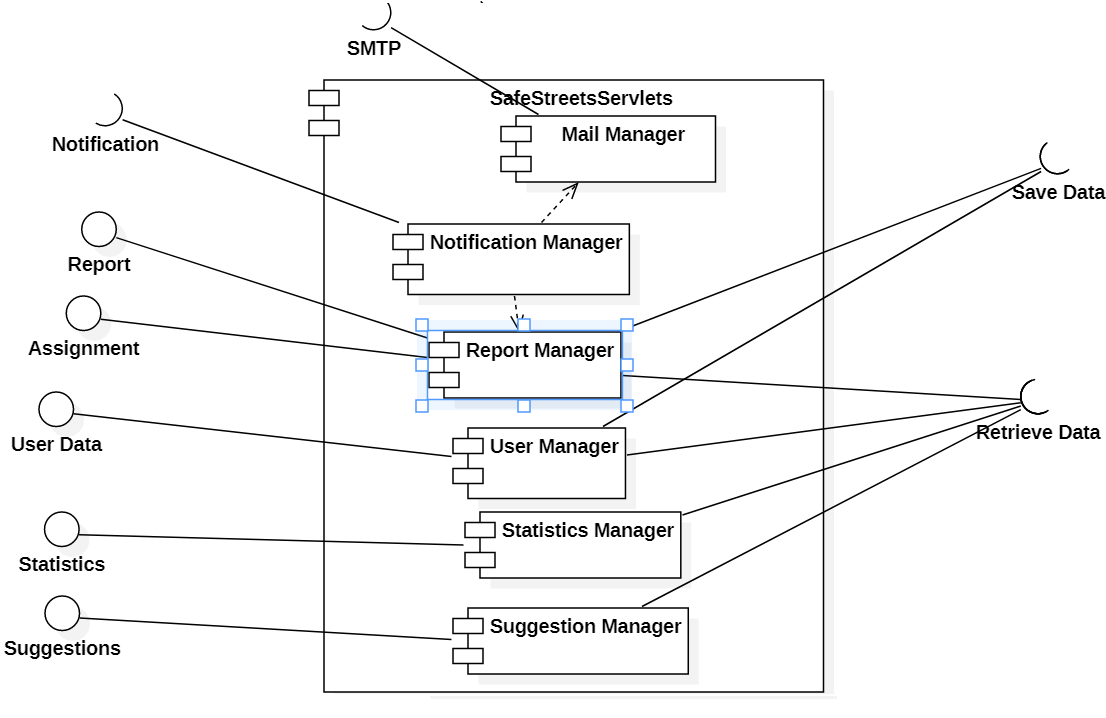 SMTP
SafeStreetsServlets
Mail Manager
Notification
Save Data
Notification Manager
Report
Assignment
Report Manager
Retrieve Data
User Data
User Manager
Statistics
Statistics Manager
Suggestions
Suggestion Manager